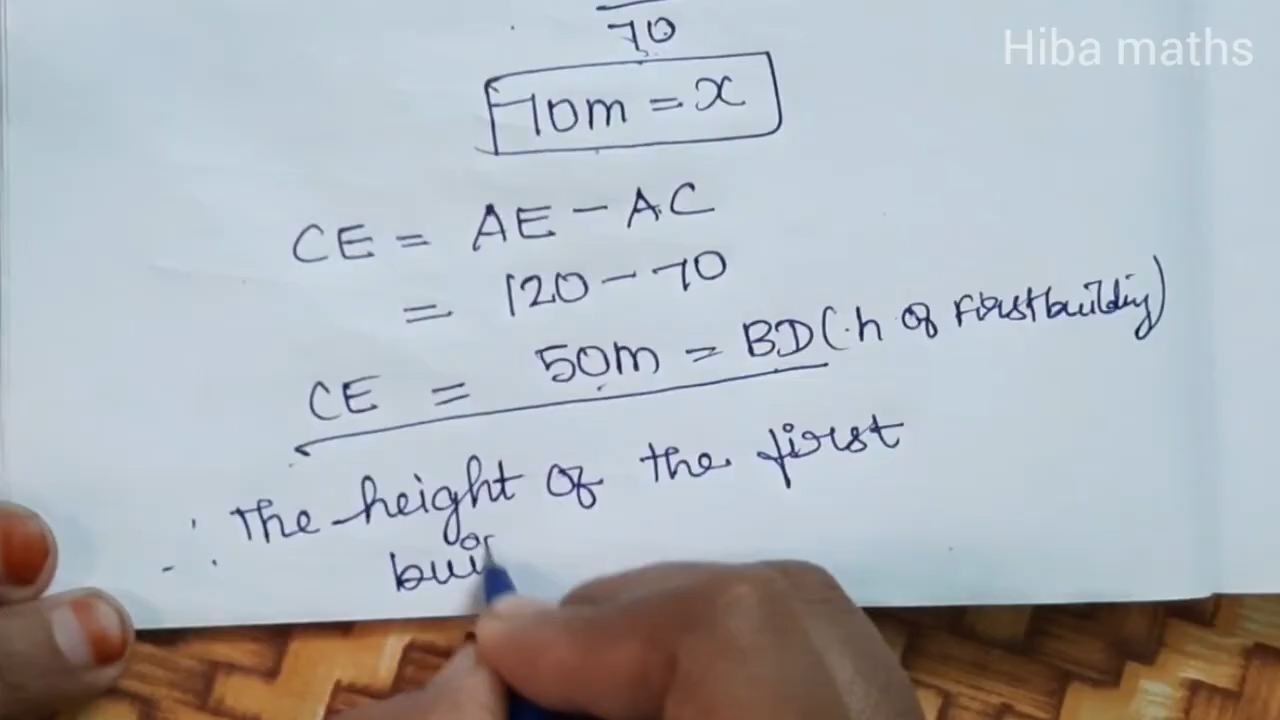 Hiba maths
70
70m = x
CE = AE - AC
= 120 - 70
CE = 50m = BD (h of First building)
∴ The height of the first
bui